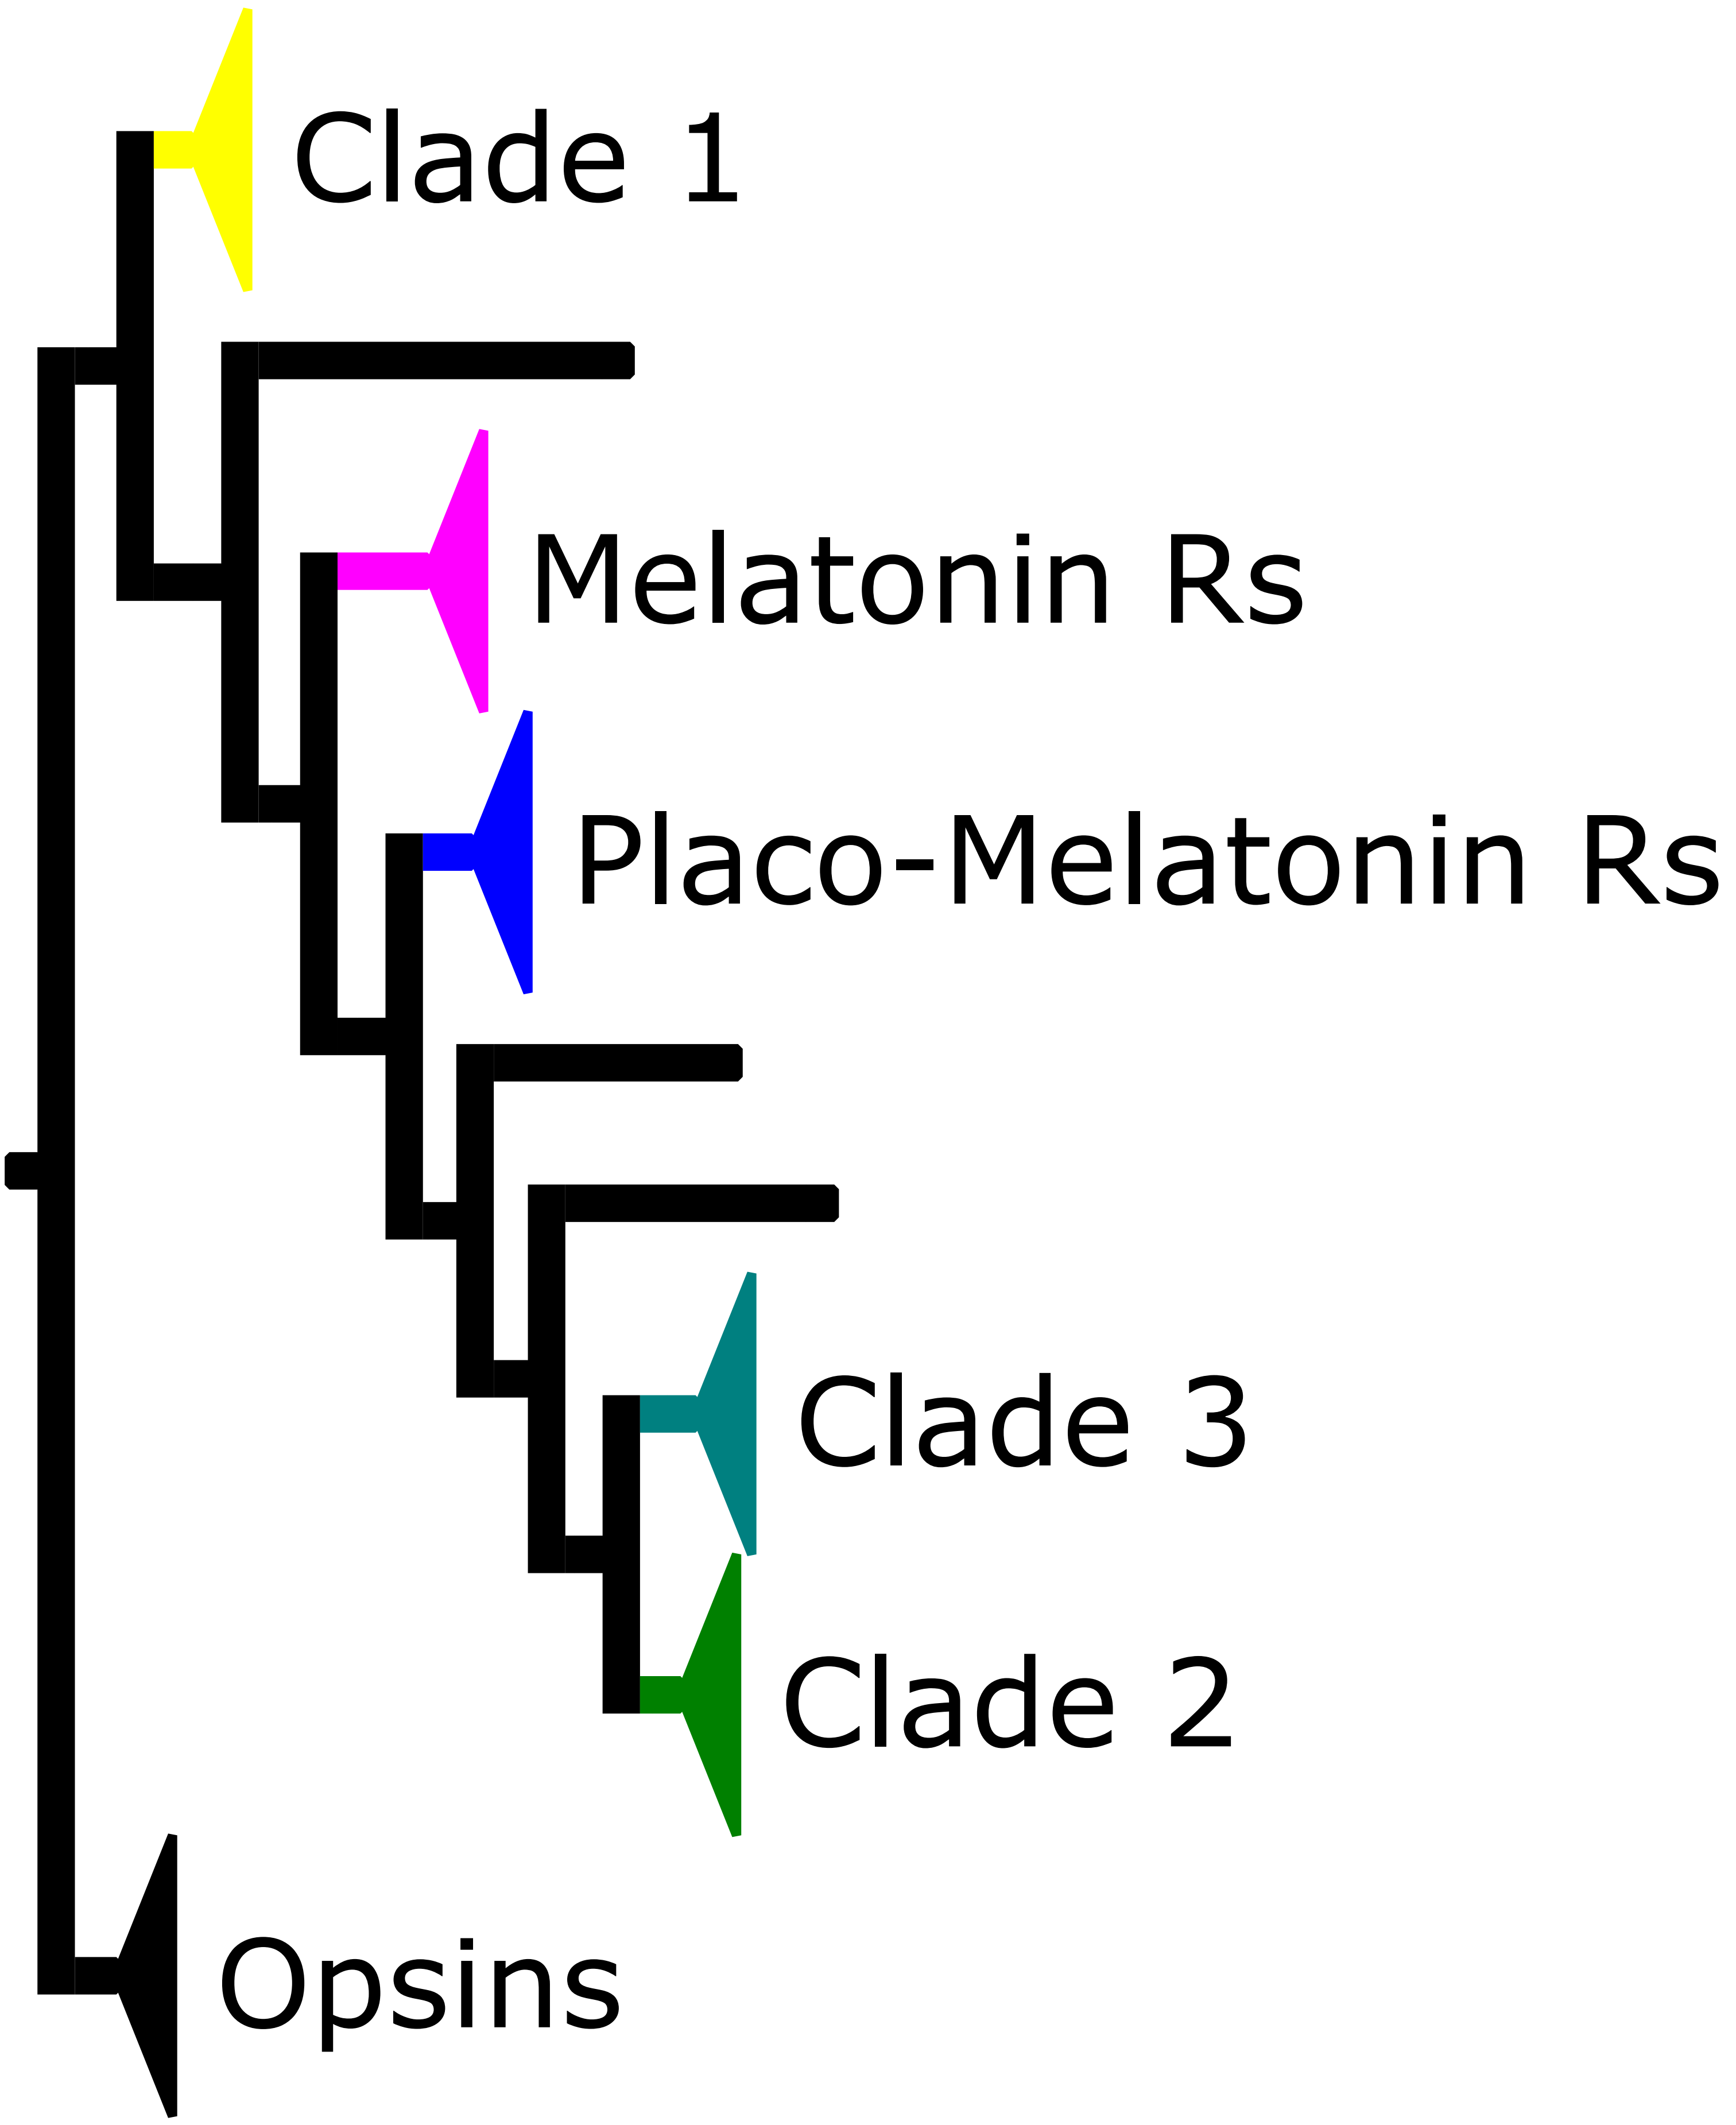 Clade 1
Melatonin Rs
Placo-Melatonin Rs
Clade 3
Clade 2
Opsins